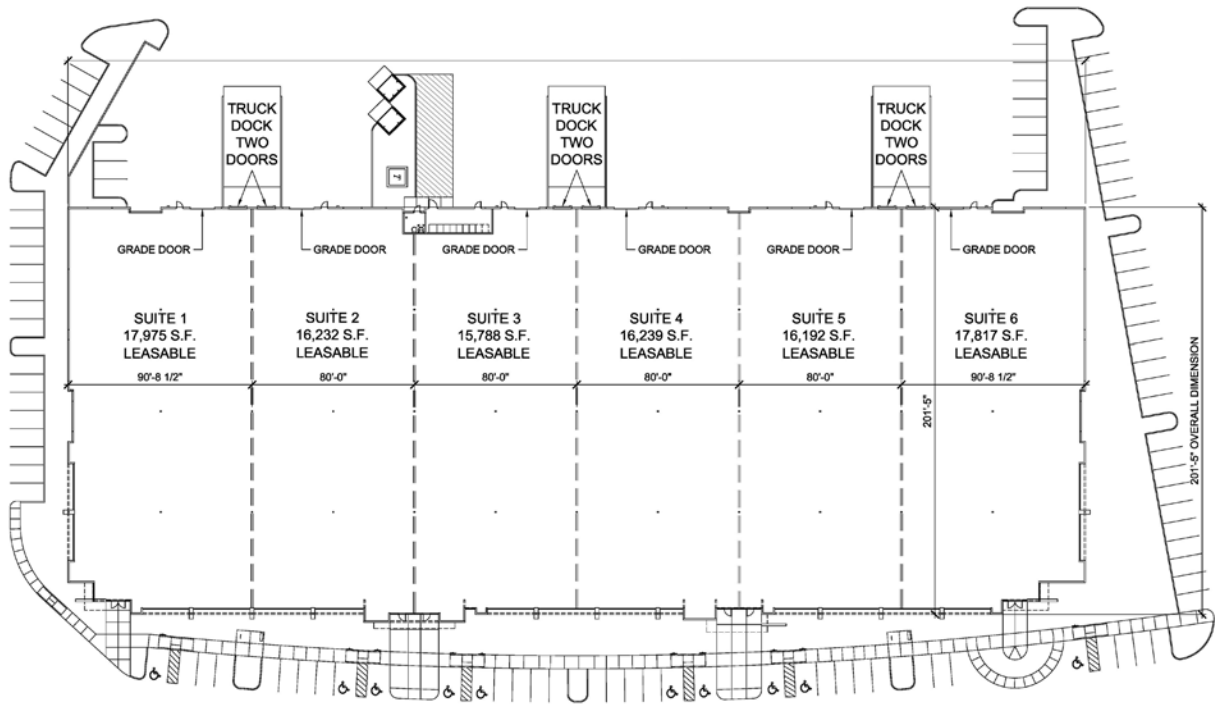 TRUCK
DOCK
TWO
DOORS
TRUCK
DOCK
TWO
DOORS
TRUCK
DOCK
TWO
DOORS
GRADE DOOR
GRADE DOOR
GRADE DOOR
GRADE DOOR
GRADE DOOR
GRADE DOOR
SUITE 1
17,975 S.F.
LEASABLE
90'-8 1/2"
SUITE 2
16,232 S.F.
LEASABLE
80'-0"
SUITE 3
15,788 S.F.
LEASABLE
80'-0"
SUITE 4
16,239 S.F.
LEASABLE
80'-0"
SUITE 5
16,192 S.F.
LEASABLE
80'-0"
SUITE 6
17,817 S.F.
LEASABLE
90'-8 1/2"
201'-5"
201'-5" OVERALL DIMENSION